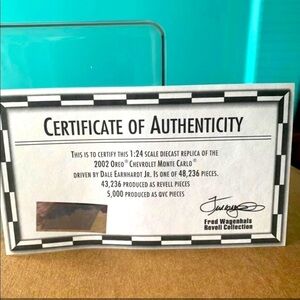 CERTIFICATE OF AUTHENTICITY
THIS IS TO CERTIFY THIS 1:24 SCALE DIECAST REPLICA OF THE
2002 OREO® CHEVROLET MONTE CARLO®
DRIVEN BY DALE EARNHARDT JR. IS ONE OF 48,236 PIECES.
43,236 PRODUCED AS REVELL PIECES
5,000 PRODUCED AS QVC PIECES
Fred Wagenhals
Revell Collection